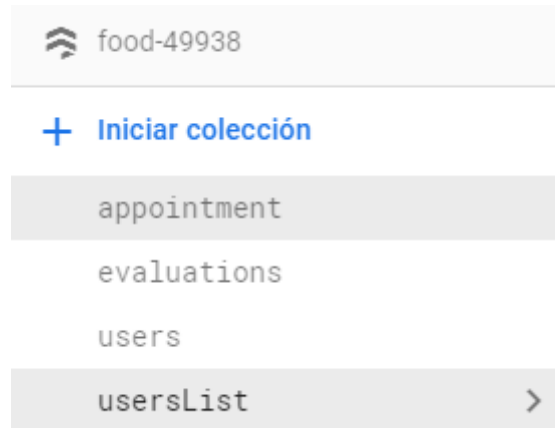 food-49938
+ Iniciar colección
appointment
evaluations
users
usersList